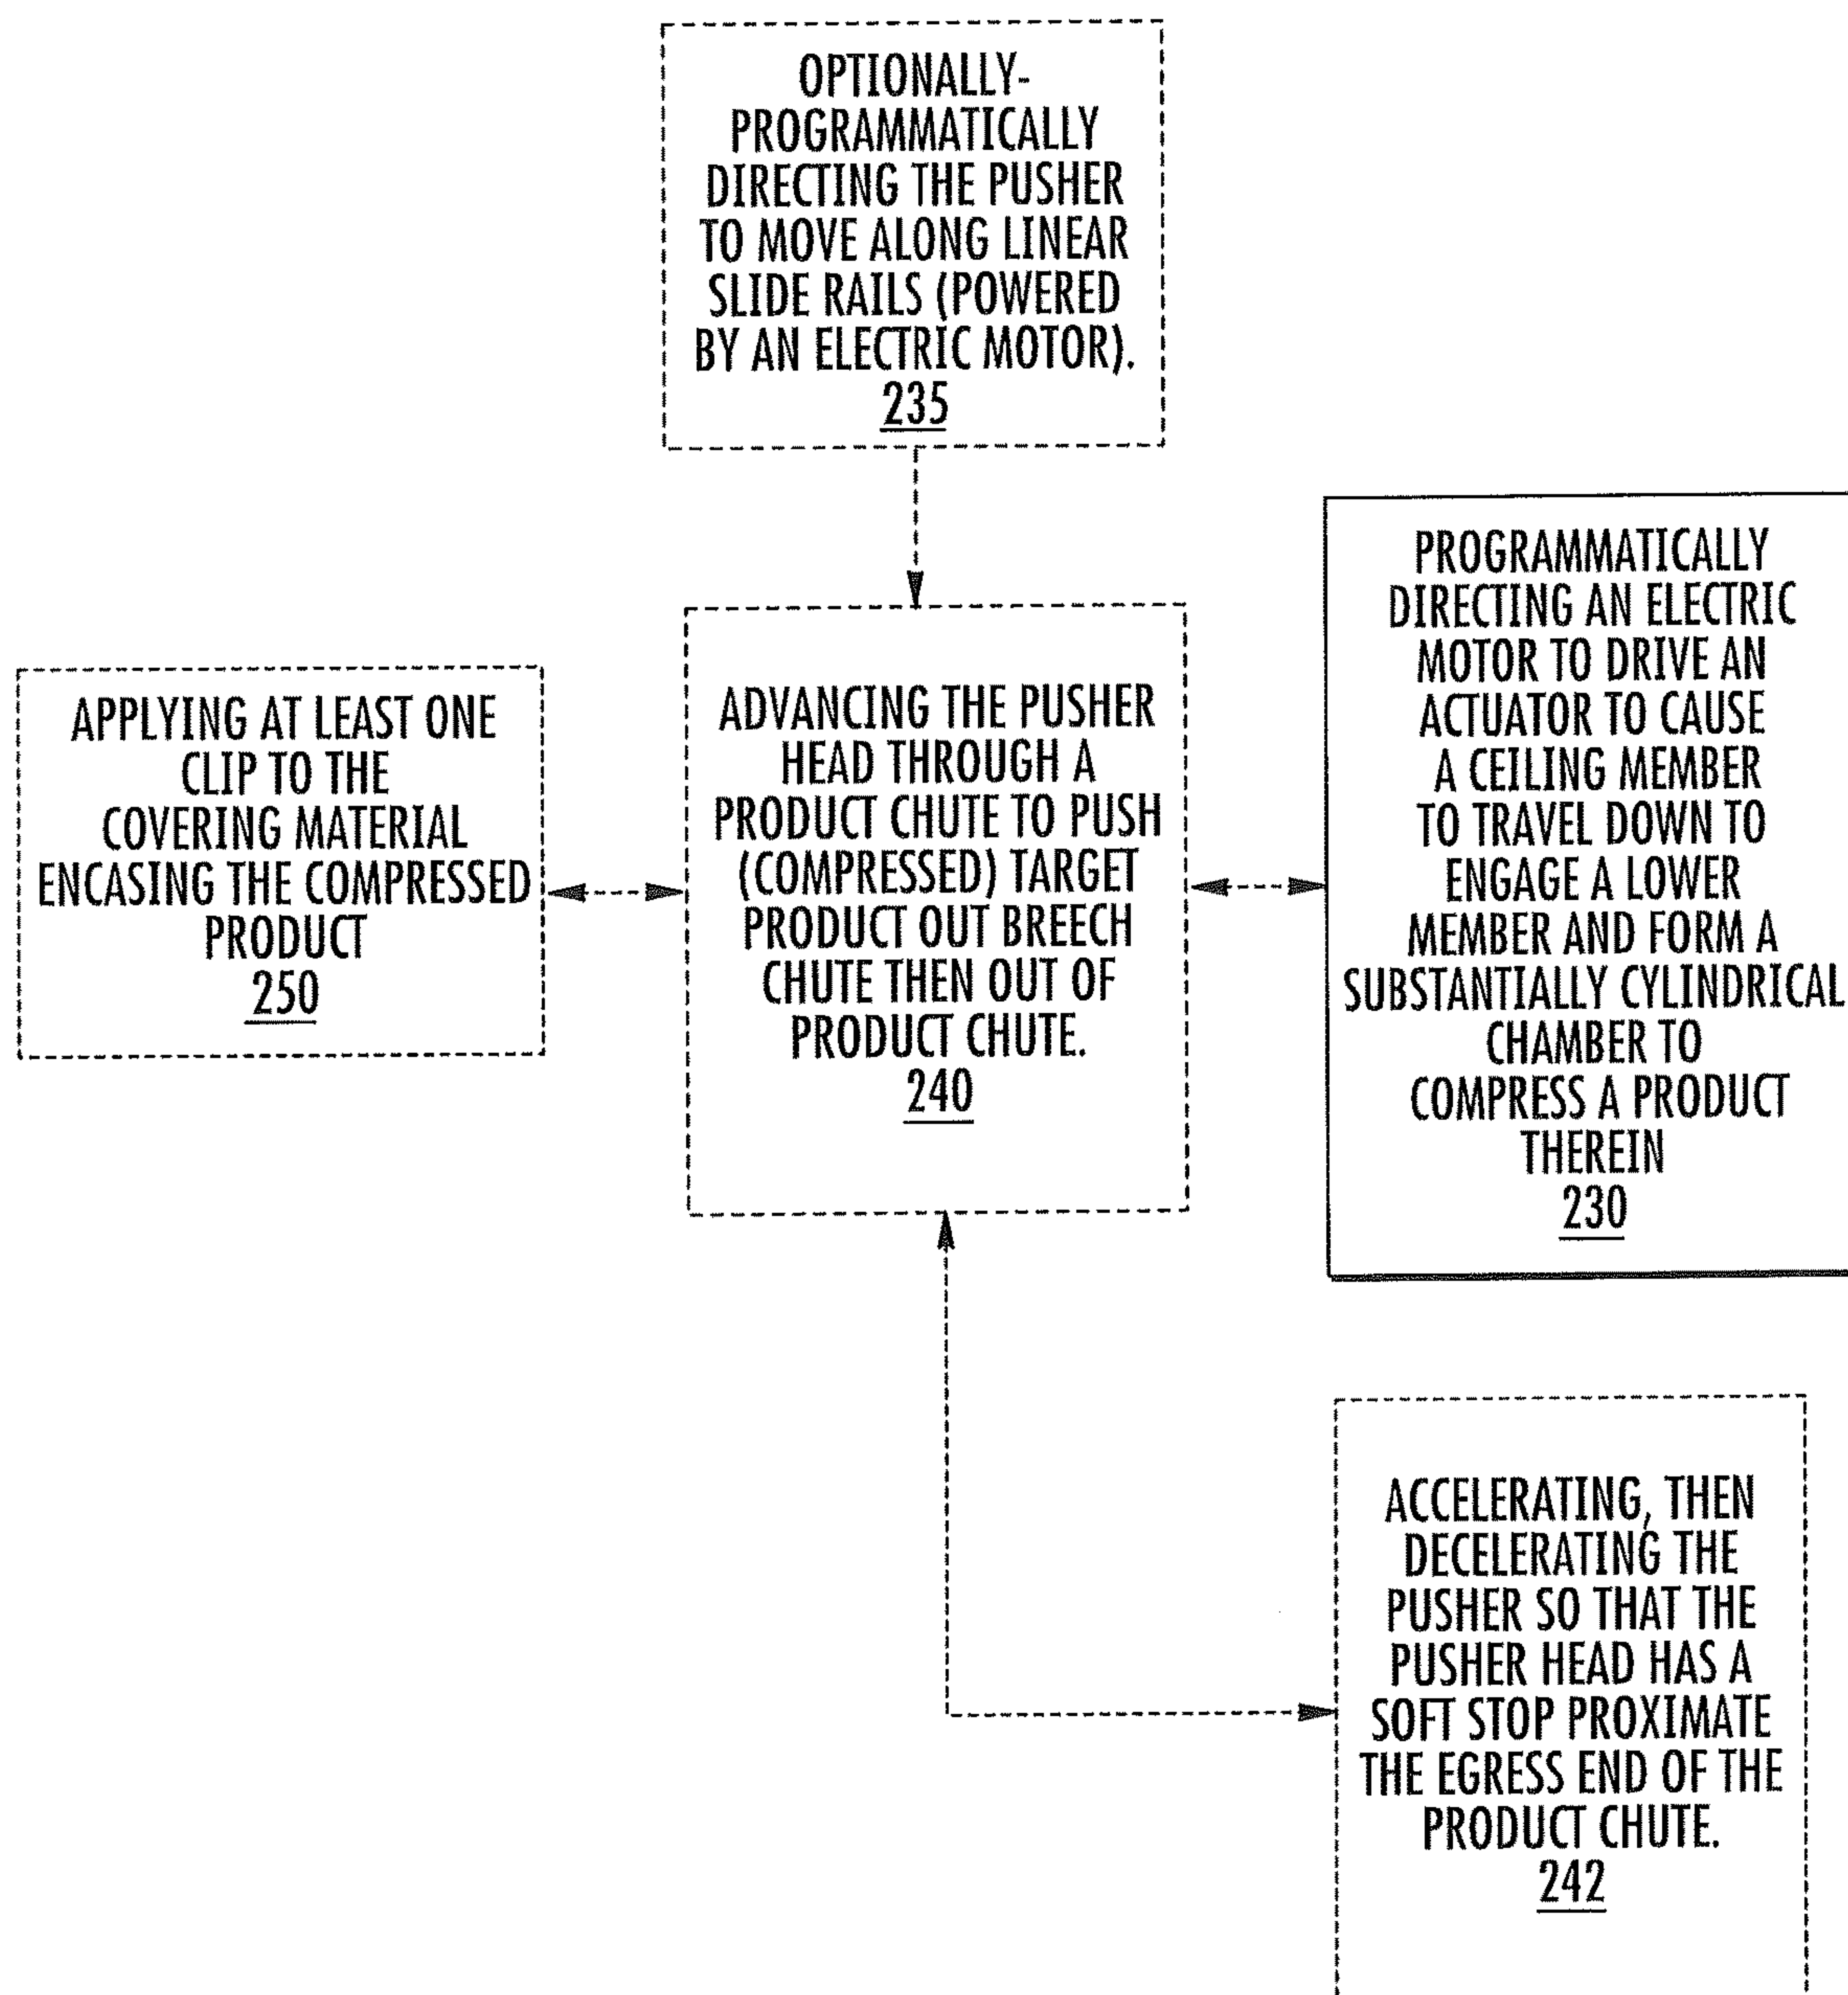 OPTIONALLY-
PROGRAMMATICALLY
DIRECTING THE PUSHER
TO MOVE ALONG LINEAR
SLIDE RAILS (POWERED
BY AN ELECTRIC MOTOR).
235
APPLYING AT LEAST ONE
CLIP TO THE
COVERING MATERIAL
ENCASING THE COMPRESSED
PRODUCT
250
ADVANCING THE PUSHER
HEAD THROUGH A
PRODUCT CHUTE TO PUSH
(COMPRESSED) TARGET
PRODUCT OUT BREECH
CHUTE THEN OUT OF
PRODUCT CHUTE.
240
PROGRAMMATICALLY
DIRECTING AN ELECTRIC
MOTOR TO DRIVE AN
ACTUATOR TO CAUSE
A CEILING MEMBER
TO TRAVEL DOWN TO
ENGAGE A LOWER
MEMBER AND FORM A
SUBSTANTIALLY CYLINDRICAL
CHAMBER TO
COMPRESS A PRODUCT
THEREIN
230
ACCELERATING, THEN
DECELERATING THE
PUSHER SO THAT THE
PUSHER HEAD HAS A
SOFT STOP PROXIMATE
THE EGRESS END OF THE
PRODUCT CHUTE.
242